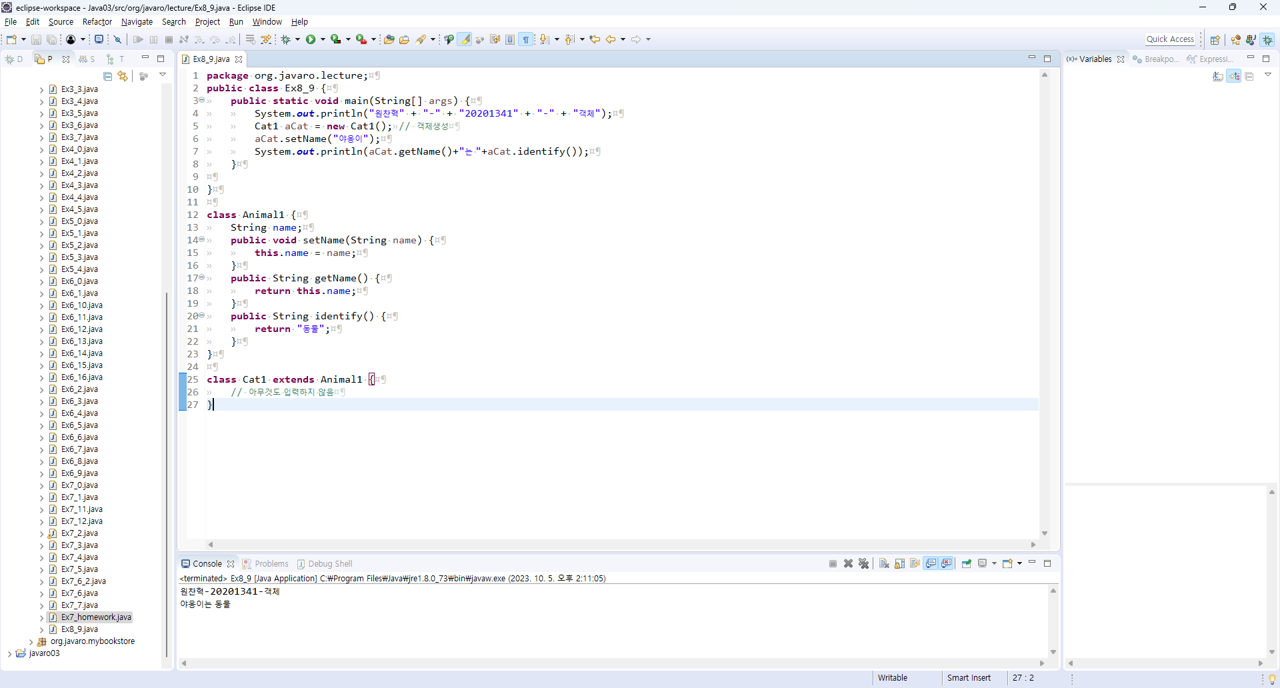 eclipse-workspace - Java03/src/org/javaro/lecture/Ex8_9.java - Eclipse IDE
File Edit Source Refactor Navigate Search Project Run Window Help
Quick Access
D P S T
Ex8_9.java
Variables Breakpo... Expressi...
Ex3_3.java
Ex3_4.java
Ex3_5.java
Ex3_6.java
Ex3_7.java
Ex4_0.java
Ex4_1.java
Ex4_2.java
Ex4_3.java
Ex4_4.java
Ex4_5.java
Ex5_0.java
Ex5_1.java
Ex5_2.java
Ex5_3.java
Ex5_4.java
Ex6_0.java
Ex6_1.java
Ex6_10.java
Ex6_11.java
Ex6_12.java
Ex6_13.java
Ex6_14.java
Ex6_15.java
Ex6_16.java
Ex6_2.java
Ex6_3.java
Ex6_4.java
Ex6_5.java
Ex6_6.java
Ex6_7.java
Ex6_8.java
Ex6_9.java
Ex7_0.java
Ex7_1.java
Ex7_11.java
Ex7_12.java
Ex7_2.java
Ex7_3.java
Ex7_4.java
Ex7_5.java
Ex7_6_2.java
Ex7_6.java
Ex7_7.java
Ex7_homework.java
Ex8_9.java
org.javaro.mybookstore
javaro03
1 package org.javaro.lecture;
2 public class Ex8_9 {
3 public static void main(String[] args) {
4 System.out.println("원찬혁" + "-" + "20201341" + "-" + "객체");
5 Cat1 aCat = new Cat1(); // 객체생성
6 aCat.setName("야옹이");
7 System.out.println(aCat.getName()+"는 "+aCat.identify());
8 }
9
10 }
11
12 class Animal1 {
13 String name;
14 public void setName(String name) {
15 this.name = name;
16 }
17 public String getName() {
18 return this.name;
19 }
20 public String identify() {
21 return "동물";
22 }
23 }
24
25 class Cat1 extends Animal1 {
26 // 아무것도 입력하지 않음
27 }
Console Problems Debug Shell
<terminated> Ex8_9 [Java Application] C:₩Program Files₩Java₩jre1.8.0_73₩bin₩javaw.exe (2023. 10. 5. 오후 2:11:05)
원찬혁-20201341-객체
야옹이는 동물
Writable Smart Insert 27 : 2